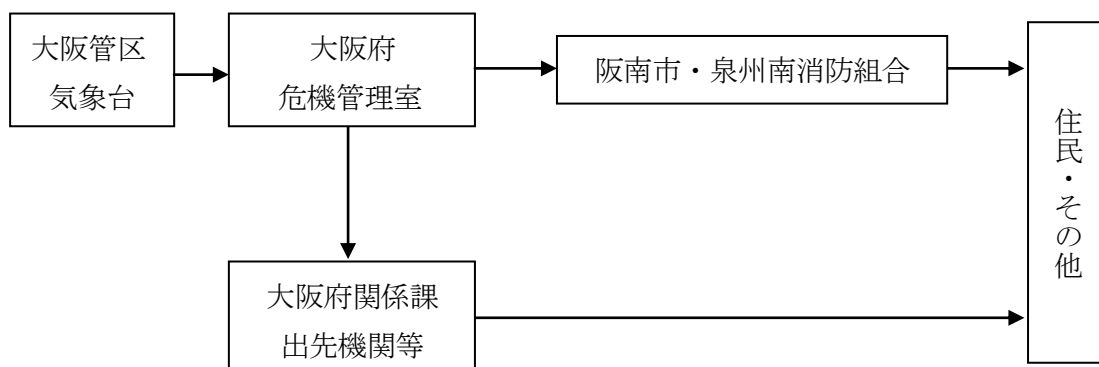 大阪管区
気象台
大阪府
危機管理室
阪南市・泉州南消防組合
住民・その他
大阪府関係課
出先機関等